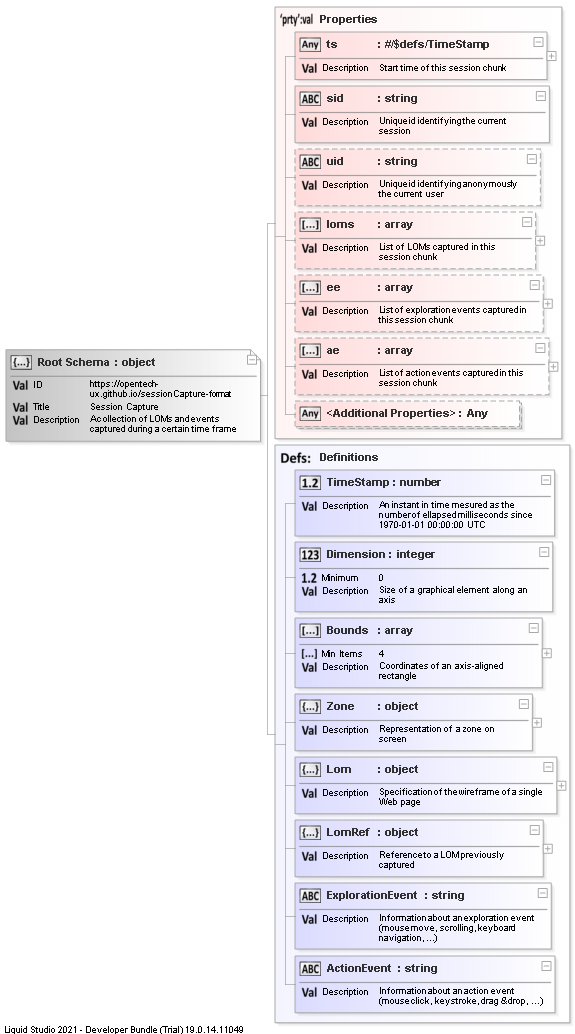 'prty':val Properties
Any ts : #/$defs/TimeStamp
Val Description Start time of this session chunk
ABC sid : string
Val Description Unique id identifying the current
session
ABC uid : string
Val Description Unique id identifying anonymously
the current user
[...] loms : array
Val Description List of LOMs captured in this
session chunk
[...] ee : array
Val Description List of exploration events captured in
this session chunk
[...] ae : array
Val Description List of action events captured in this
session chunk
Any <Additional Properties> : Any
{...} Root Schema : object
Val ID https://opentech-
ux.github.io/sessionCapture-format
Val Title Session Capture
Val Description A collection of LOMs and events
captured during a certain time frame
Defs: Definitions
1.2 TimeStamp : number
Val Description An instant in time mesured as the
number of ellapsed milliseconds since
1970-01-01 00:00:00 UTC
123 Dimension : integer
1.2 Minimum 0
Val Description Size of a graphical element along an
axis
[...] Bounds : array
[...] Min Items 4
Val Description Coordinates of an axis-aligned
rectangle
{...} Zone : object
Val Description Representation of a zone on
screen
{...} Lom : object
Val Description Specification of the wireframe of a single
Web page
{...} LomRef : object
Val Description Reference to a LOM previously
captured
ABC ExplorationEvent : string
Val Description Information about an exploration event
(mouse move, scrolling, keyboard
navigation, ...)
ABC ActionEvent : string
Val Description Information about an action event
(mouse click, keystroke, drag & drop, ...)
Liquid Studio 2021 - Developer Bundle (Trial) 19.0.14.11049